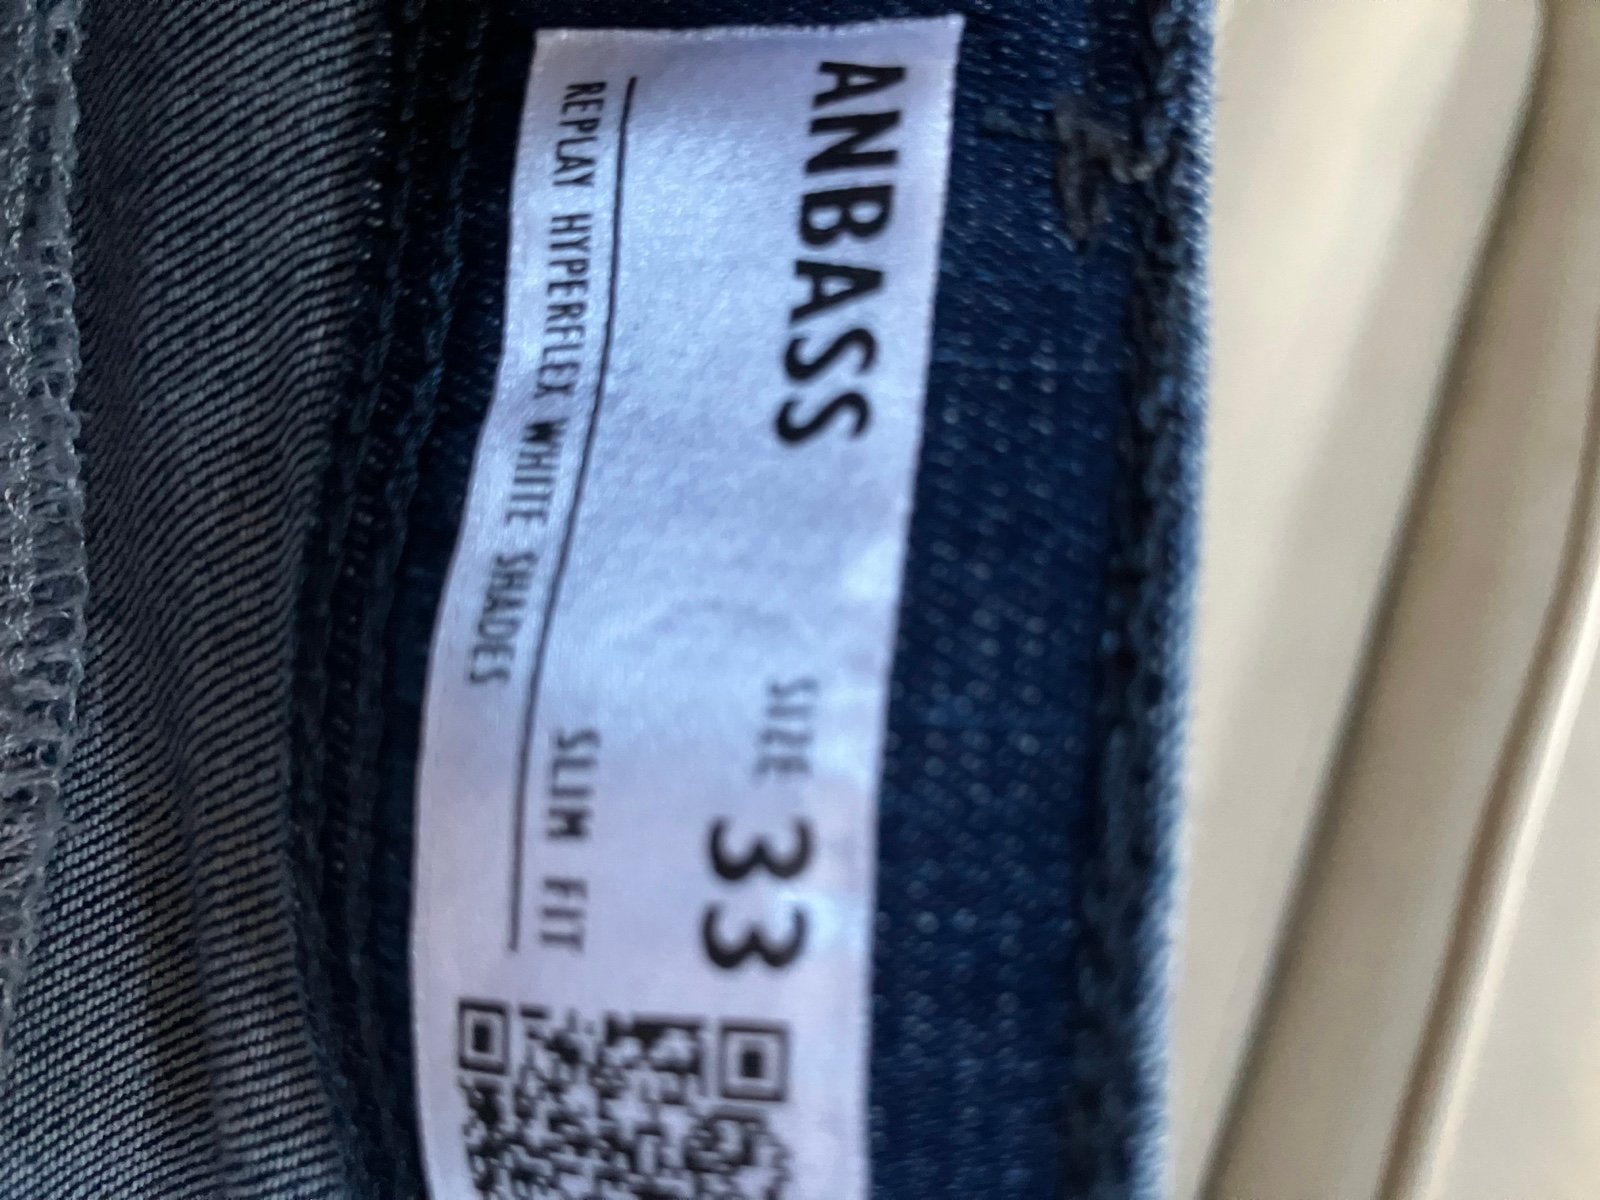 ANBASS
SIZE 33
SLIM FIT
REPLAY HYPERFLEX WHITE SHADES